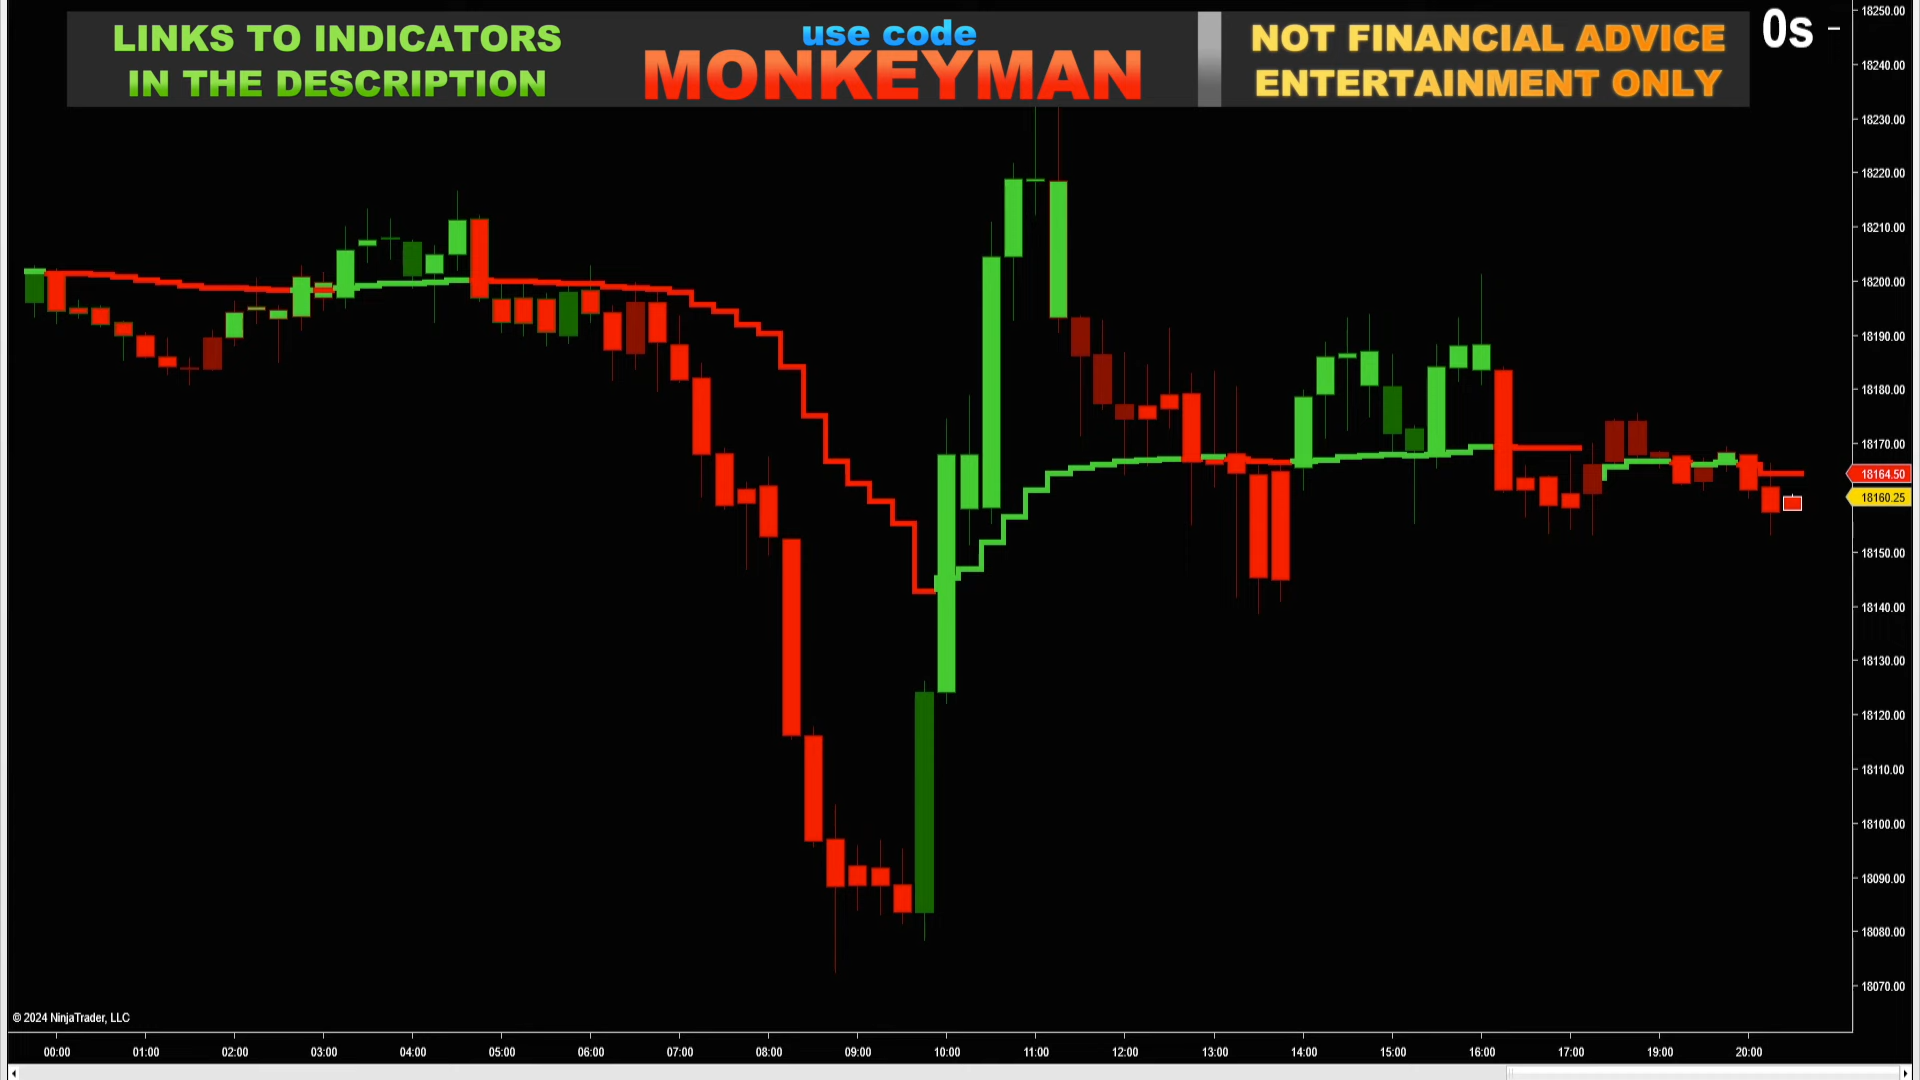 LINKS TO INDICATORS
IN THE DESCRIPTION
use code
MONKEYMAN
NOT FINANCIAL ADVICE
ENTERTAINMENT ONLY
0s
18250.00
18240.00
18230.00
18220.00
18210.00
18200.00
18190.00
18180.00
18170.00
18164.50
18160.25
18150.00
18140.00
18130.00
18120.00
18110.00
18100.00
18090.00
18080.00
18070.00
© 2024 NinjaTrader, LLC
00:00 01:00 02:00 03:00 04:00 05:00 06:00 07:00 08:00 09:00 10:00 11:00 12:00 13:00 14:00 15:00 16:00 17:00 19:00 20:00